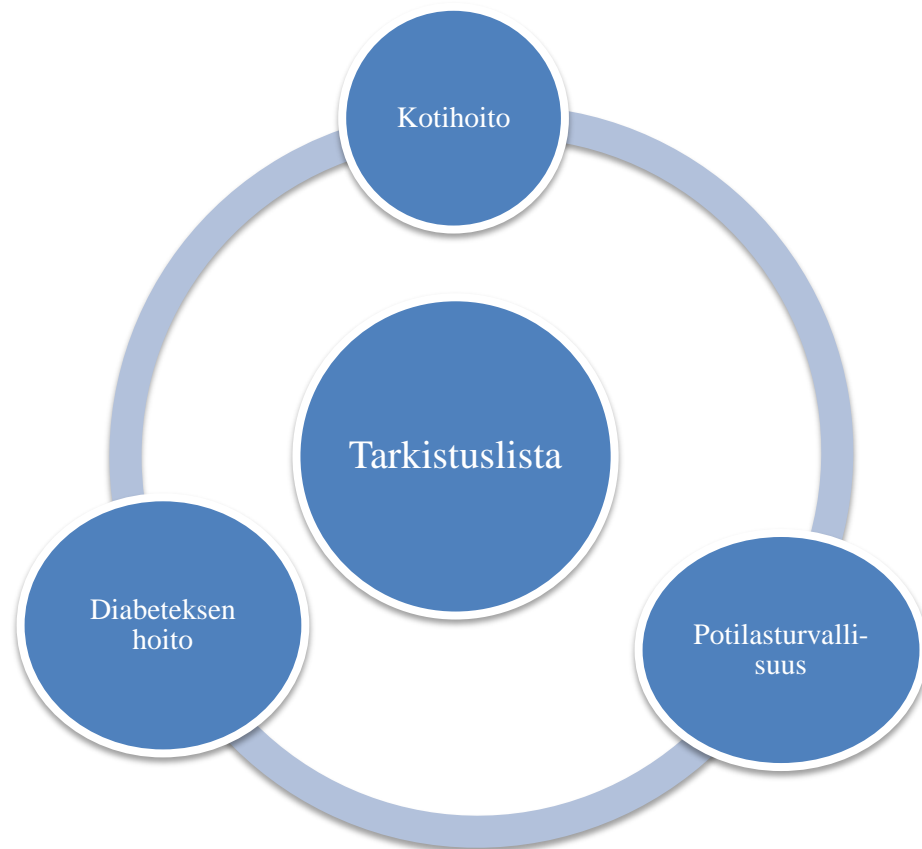 Kotihoito
Tarkistuslista
Diabeteksen
hoito
Potilasturvalli-
suus